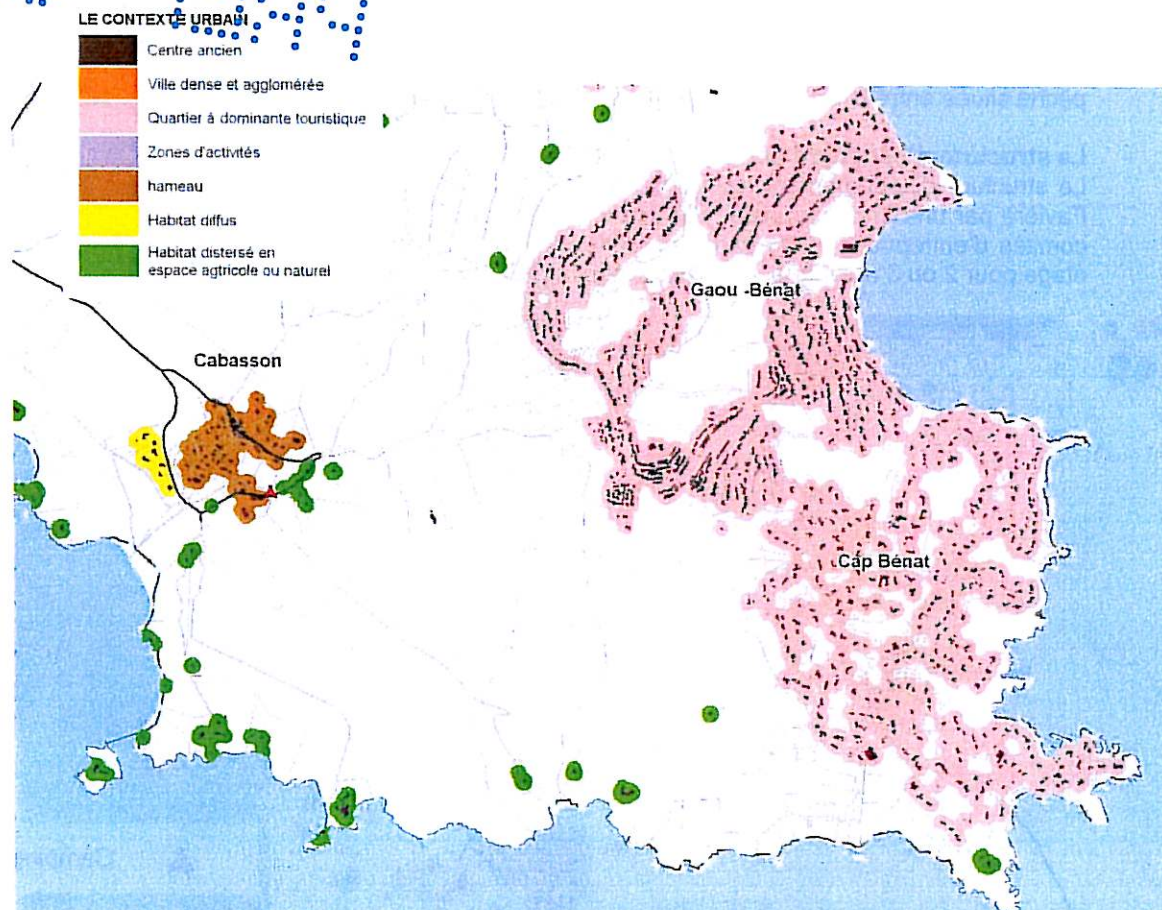 LE CONTEXTE URBAIN
Centre ancien
Ville dense et agglomérée
Quartier à dominante touristique
Zones d'activités
hameau
Habitat diffus
Habitat distersé en
espace agtricole ou naturel
Gaou -Bénat
Cabasson
Cap Bénat